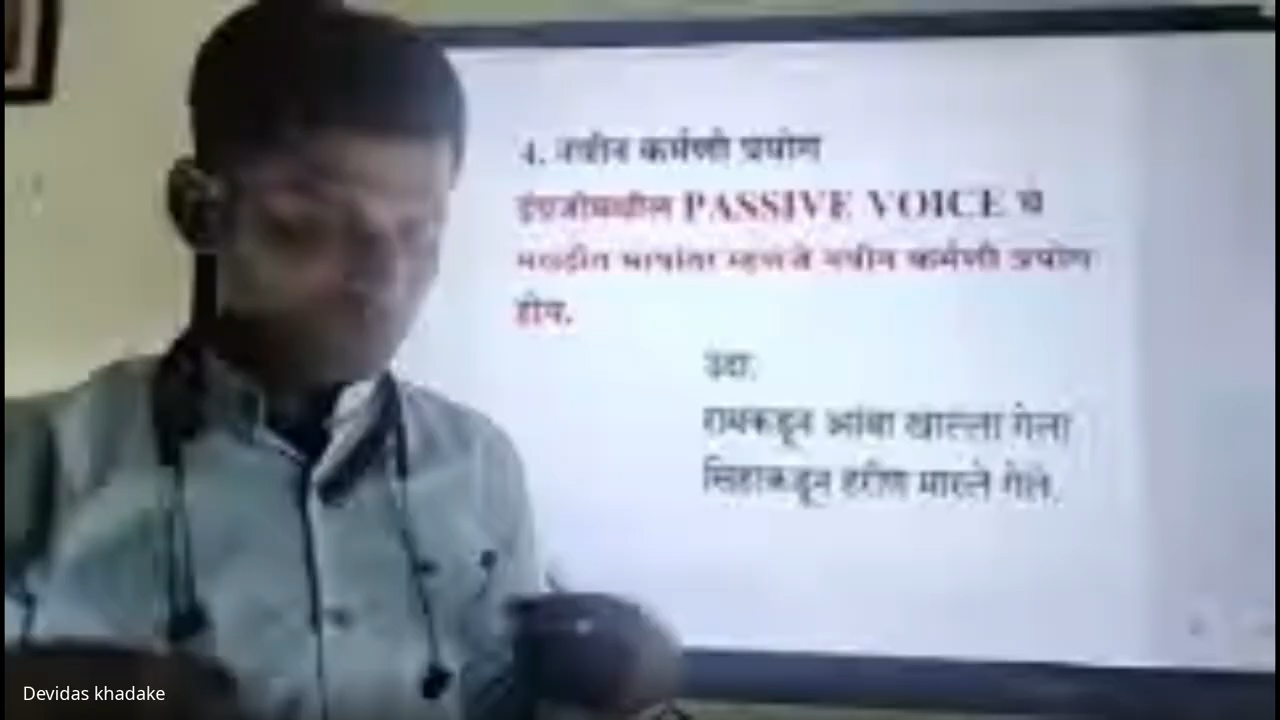 4. नवीन कर्मणी प्रयोग
इंग्रजीमधील PASSIVE VOICE चे
मराठीत भाषांतर म्हणजे नवीन कर्मणी प्रयोग
होय.
उदा.
रामकडून आंबा खाल्ला गेला
सिहाकडून हरीण मारले गेले.
Devidas khadake